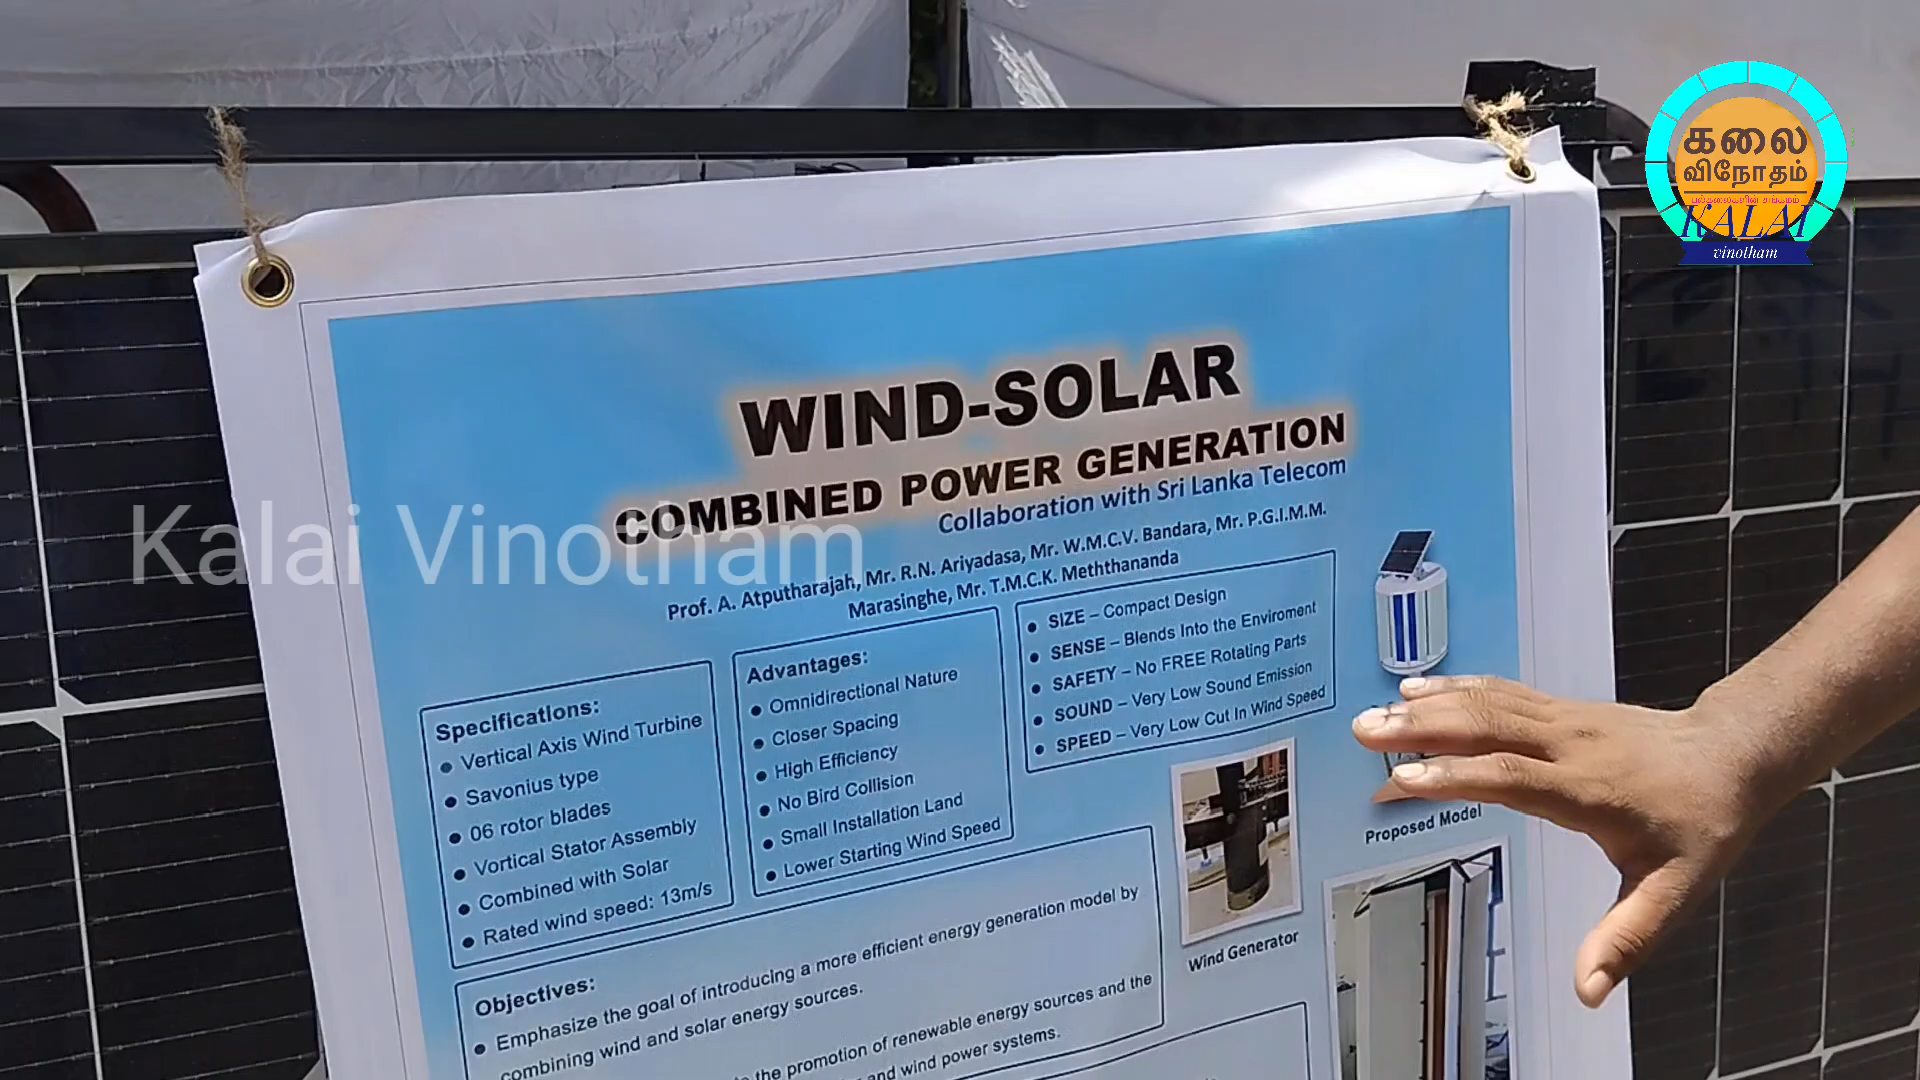 கலை
விநோதம்
பல்கலைகளின் சங்கமம்
KALAI
vinotham
WIND-SOLAR
COMBINED POWER GENERATION
Collaboration with Sri Lanka Telecom
Kalai Vinotham
Prof. A. Atputharajah, Mr. R.N. Ariyadasa, Mr. W.M.C.V. Bandara, Mr. P.G.I.M.M.
Marasinghe, Mr. T.M.C.K. Meththananda
Specifications:
• Vertical Axis Wind Turbine
• Savonius type
• 06 rotor blades
• Vortical Stator Assembly
• Combined with Solar
• Rated wind speed: 13m/s
Advantages:
• Omnidirectional Nature
• Closer Spacing
• High Efficiency
• No Bird Collision
• Small Installation Land
• Lower Starting Wind Speed
• SIZE – Compact Design
• SENSE – Blends Into the Enviroment
• SAFETY – No FREE Rotating Parts
• SOUND – Very Low Sound Emission
• SPEED – Very Low Cut In Wind Speed
Proposed Model
Wind Generator
Objectives:
• Emphasize the goal of introducing a more efficient energy generation model by
combining wind and solar energy sources.
the promotion of renewable energy sources and the
and wind power systems.